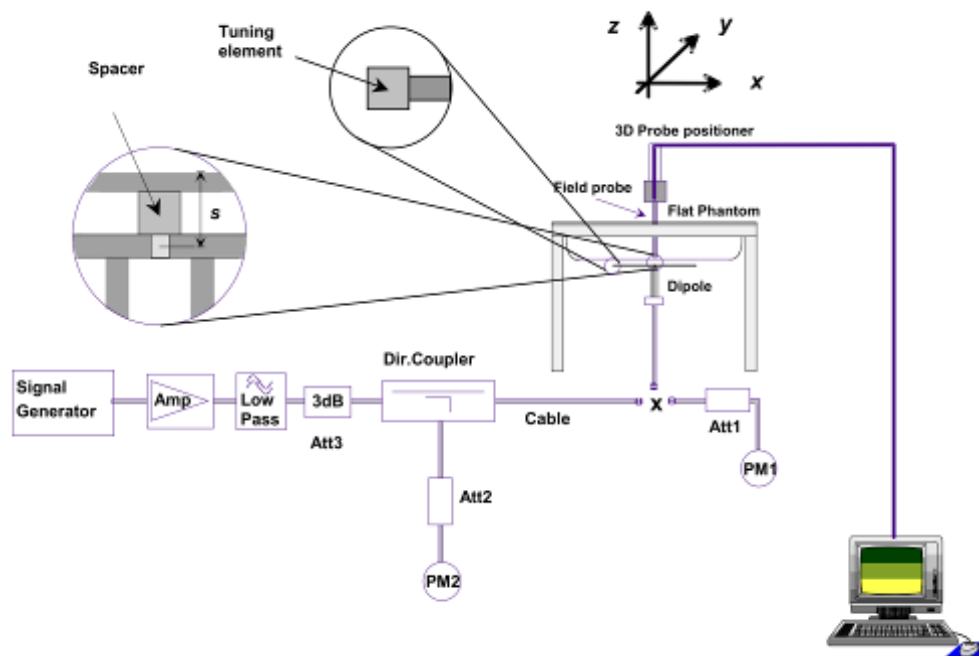 Tuning
element
Spacer
s
z
y
x
3D Probe positioner
Field probe
Flat Phantom
Dipole
Dir.Coupler
Signal
Generator
Amp
Low
Pass
3dB
Att3
Cable
x
Att1
PM1
Att2
PM2